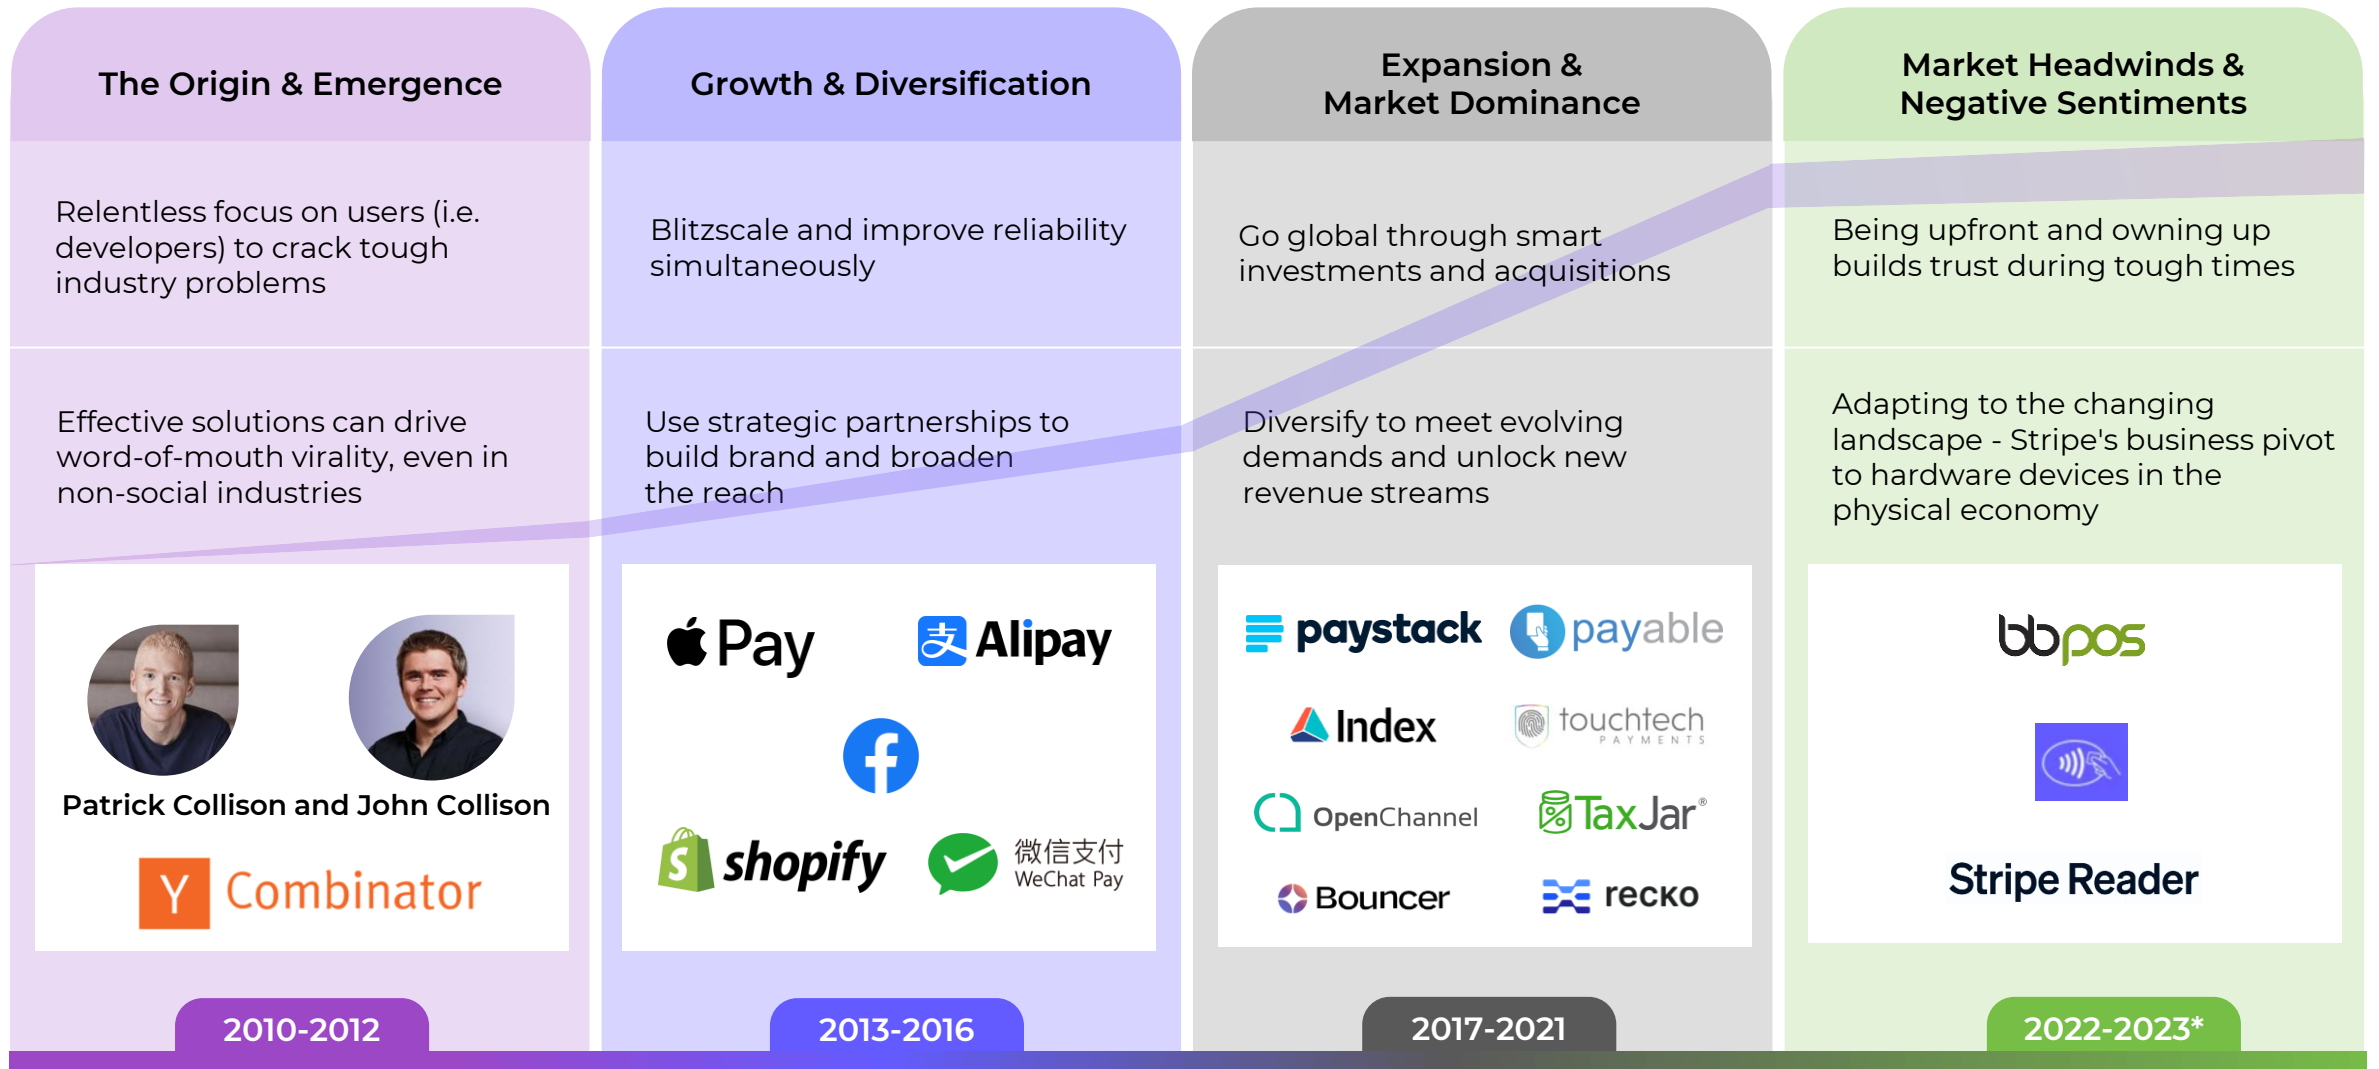 The Origin & Emergence
Relentless focus on users (i.e.
developers) to crack tough
industry problems
Effective solutions can drive
word-of-mouth virality, even in
non-social industries
Patrick Collison and John Collison
Y Combinator
2010-2012
Growth & Diversification
Blitzscale and improve reliability
simultaneously
Use strategic partnerships to
build brand and broaden
the reach
Pay
支 Alipay
f
S shopify
微信支付
WeChat Pay
2013-2016
Expansion &
Market Dominance
Go global through smart
investments and acquisitions
Diversify to meet evolving
demands and unlock new
revenue streams
paystack
payable
Index
touchtech
PAYMENTS
OpenChannel
TaxJar®
Bouncer
recko
2017-2021
Market Headwinds &
Negative Sentiments
Being upfront and owning up
builds trust during tough times
Adapting to the changing
landscape - Stripe's business pivot
to hardware devices in the
physical economy
bbpos
Stripe Reader
2022-2023*